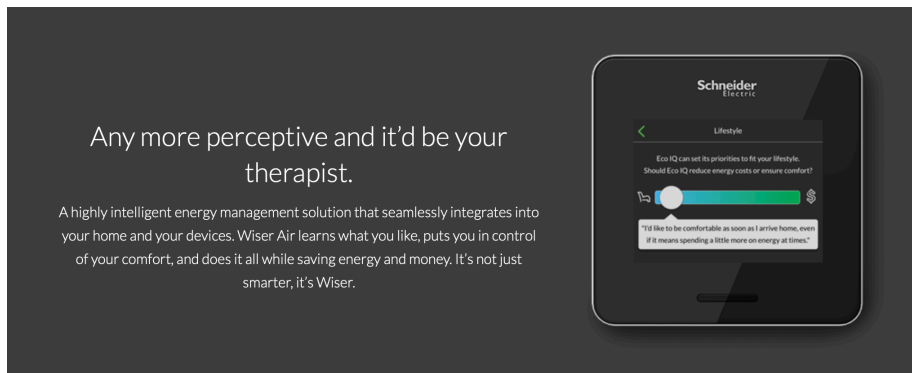 Any more perceptive and it'd be your
therapist.
A highly intelligent energy management solution that seamlessly integrates into
your home and your devices. Wiser Air learns what you like, puts you in control
of your comfort, and does it all while saving energy and money. It's not just
smarter, it's Wiser.
Schneider
Electric
Lifestyle
Eco IQ can set its priorities to fit your lifestyle.
Should Eco IQ reduce energy costs or ensure comfort?
"I'd like to be comfortable as soon as I arrive home, even
if it means spending a little more on energy at times."